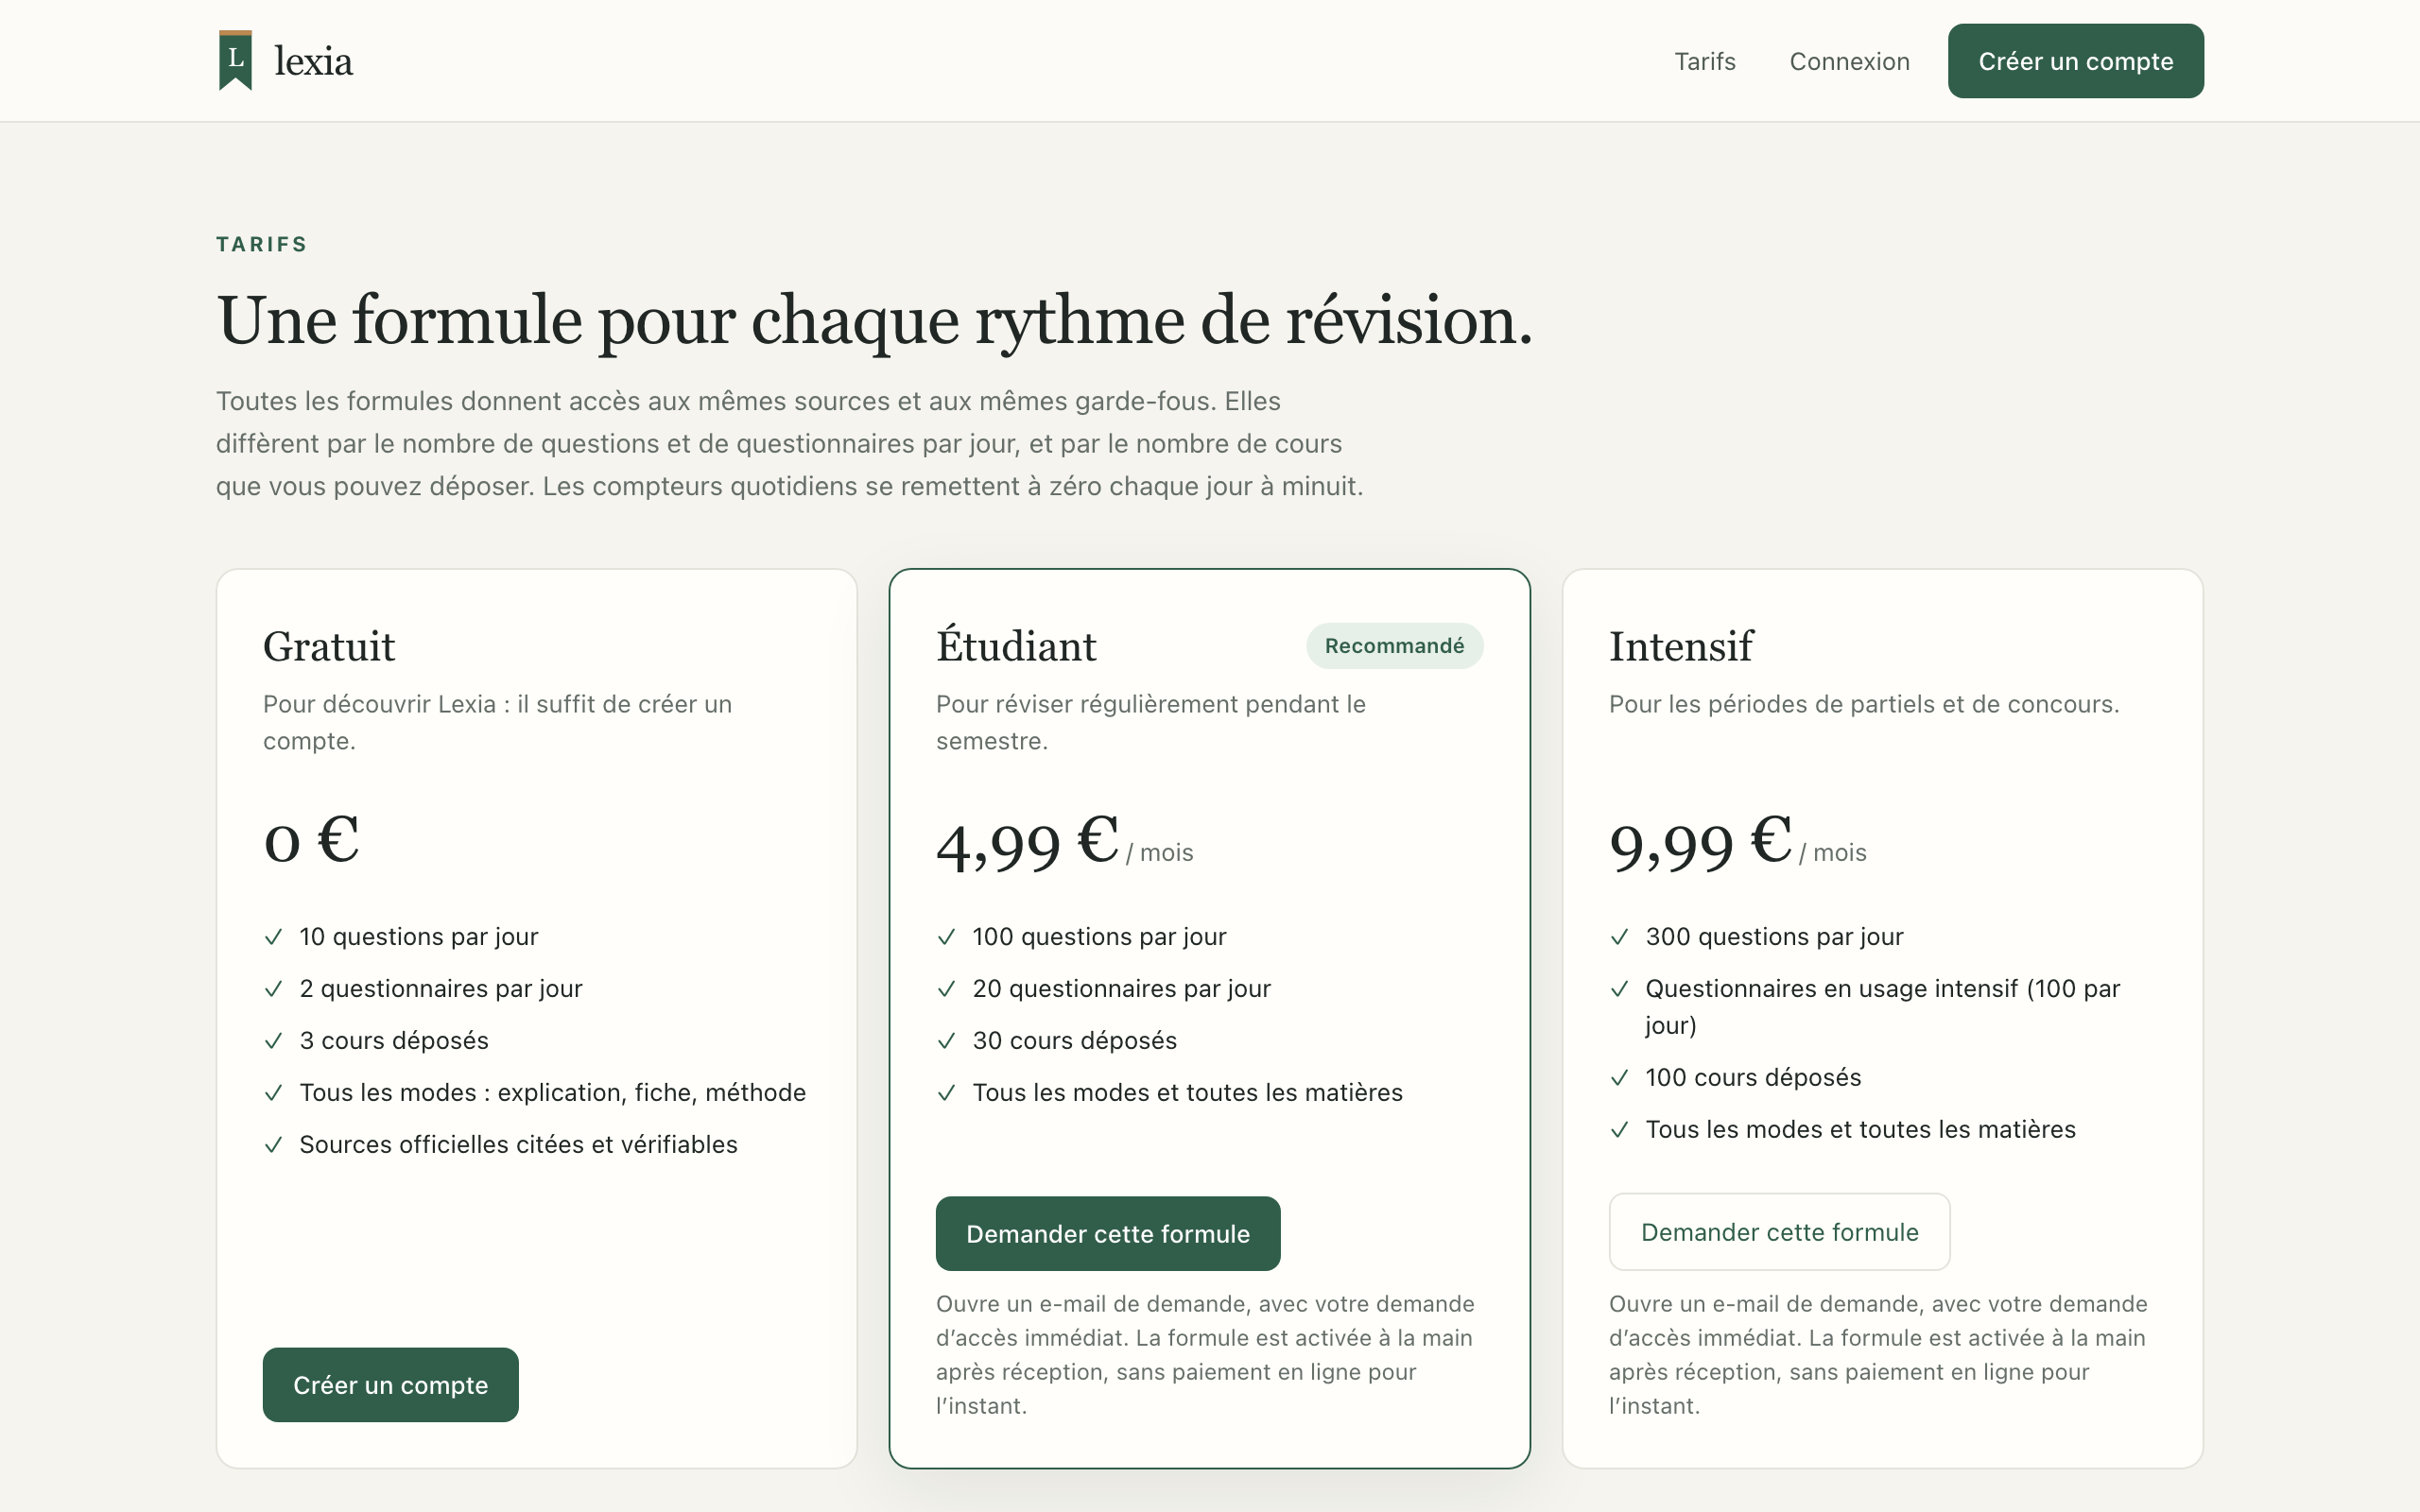 L lexia
Tarifs
Connexion
Créer un compte
TARIFS
Une formule pour chaque rythme de révision.
Toutes les formules donnent accès aux mêmes sources et aux mêmes garde-fous. Elles
diffèrent par le nombre de questions et de questionnaires par jour, et par le nombre de cours
que vous pouvez déposer. Les compteurs quotidiens se remettent à zéro chaque jour à minuit.
Gratuit
Pour découvrir Lexia : il suffit de créer un
compte.
0 €
10 questions par jour
2 questionnaires par jour
3 cours déposés
Tous les modes : explication, fiche, méthode
Sources officielles citées et vérifiables
Créer un compte
Étudiant
Recommandé
Pour réviser régulièrement pendant le
semestre.
4,99 € / mois
100 questions par jour
20 questionnaires par jour
30 cours déposés
Tous les modes et toutes les matières
Demander cette formule
Ouvre un e-mail de demande, avec votre demande
d’accès immédiat. La formule est activée à la main
après réception, sans paiement en ligne pour
l’instant.
Intensif
Pour les périodes de partiels et de concours.
9,99 € / mois
300 questions par jour
Questionnaires en usage intensif (100 par
jour)
100 cours déposés
Tous les modes et toutes les matières
Demander cette formule
Ouvre un e-mail de demande, avec votre demande
d’accès immédiat. La formule est activée à la main
après réception, sans paiement en ligne pour
l’instant.